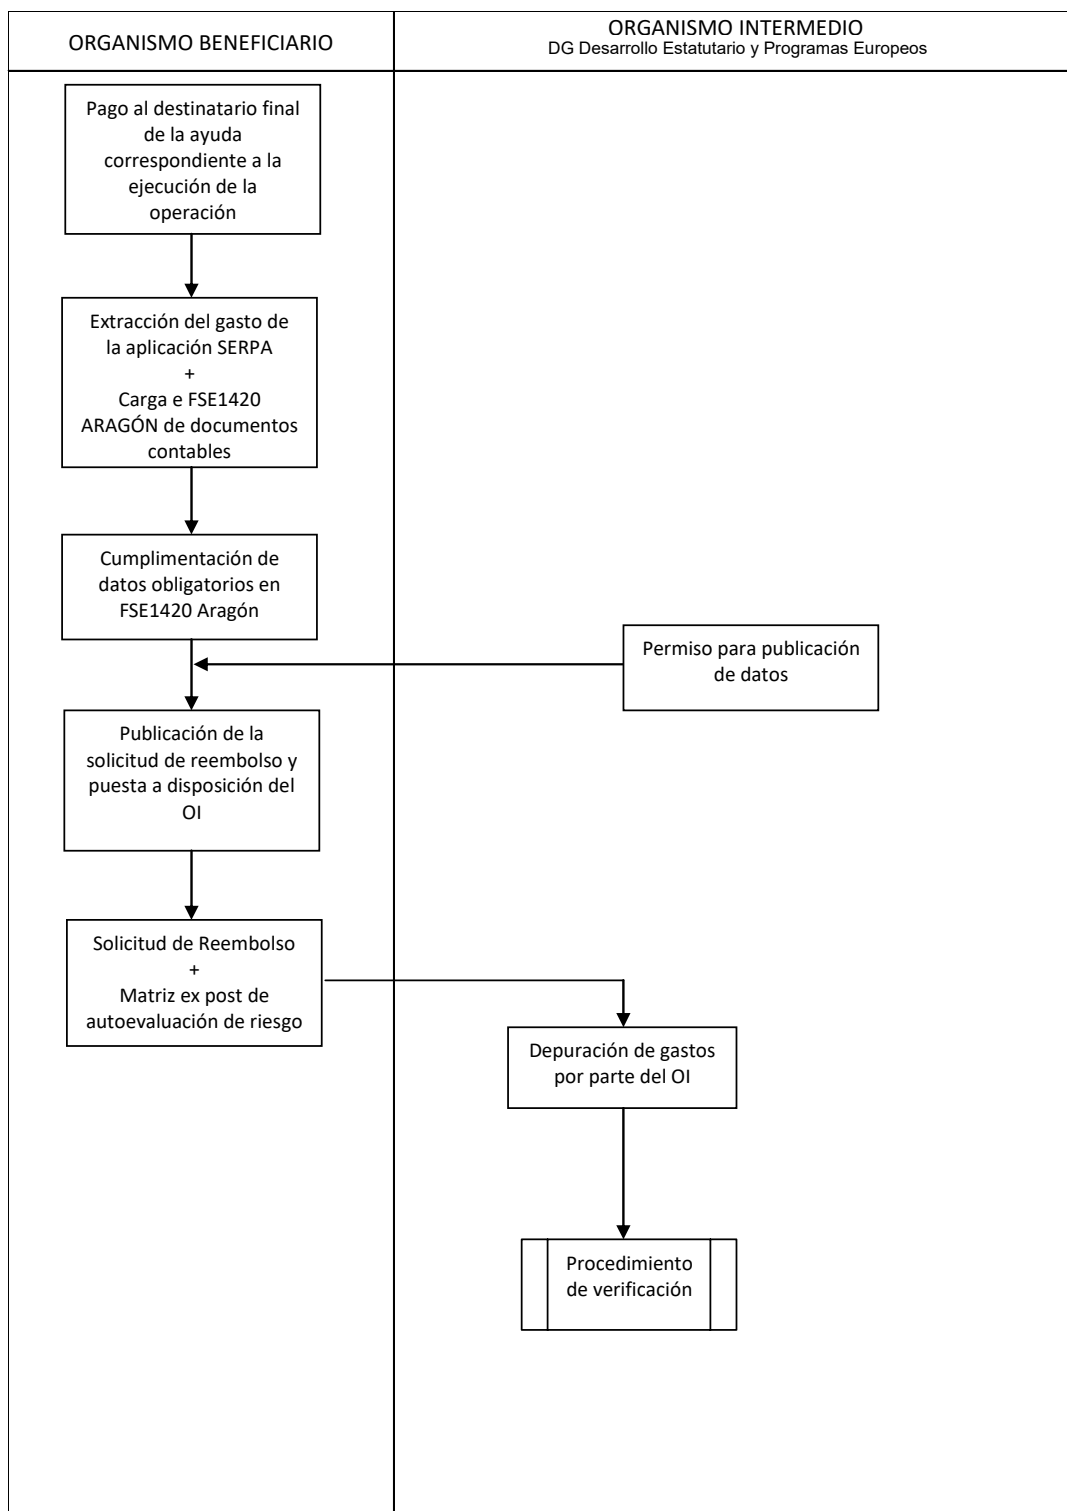 ORGANISMO BENEFICIARIO
ORGANISMO INTERMEDIO
DG Desarrollo Estatutario y Programas Europeos
Pago al destinatario final
de la ayuda
correspondiente a la
ejecución de la
operación
Extracción del gasto de
la aplicación SERPA
+
Carga e FSE1420
ARAGÓN de documentos
contables
Cumplimentación de
datos obligatorios en
FSE1420 Aragón
Permiso para publicación
de datos
Publicación de la
solicitud de reembolso y
puesta a disposición del
OI
Solicitud de Reembolso
+
Matriz ex post de
autoevaluación de riesgo
Depuración de gastos
por parte del OI
Procedimiento
de verificación